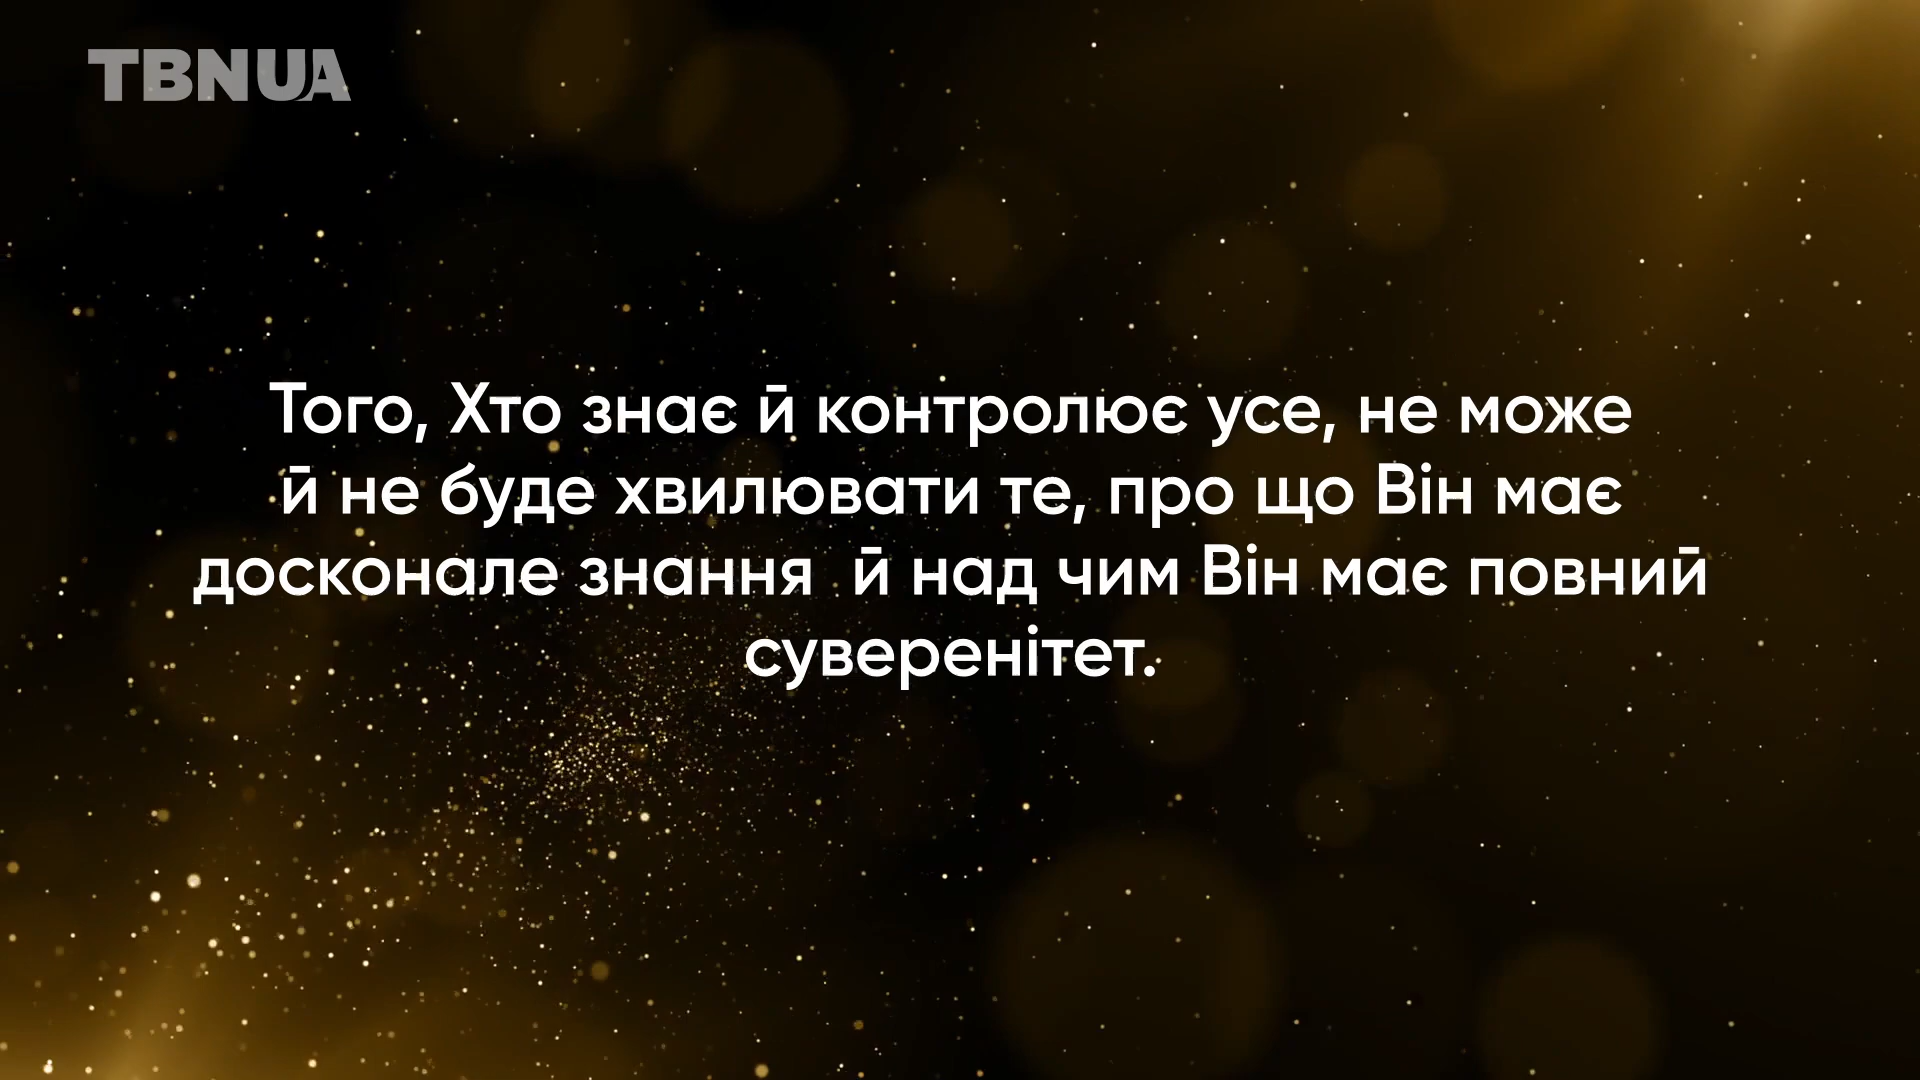 TBNUA
Того, Хто знає й контролює усе, не може
й не буде хвилювати те, про що Він має
досконале знання  й над чим Він має повний
суверенітет.